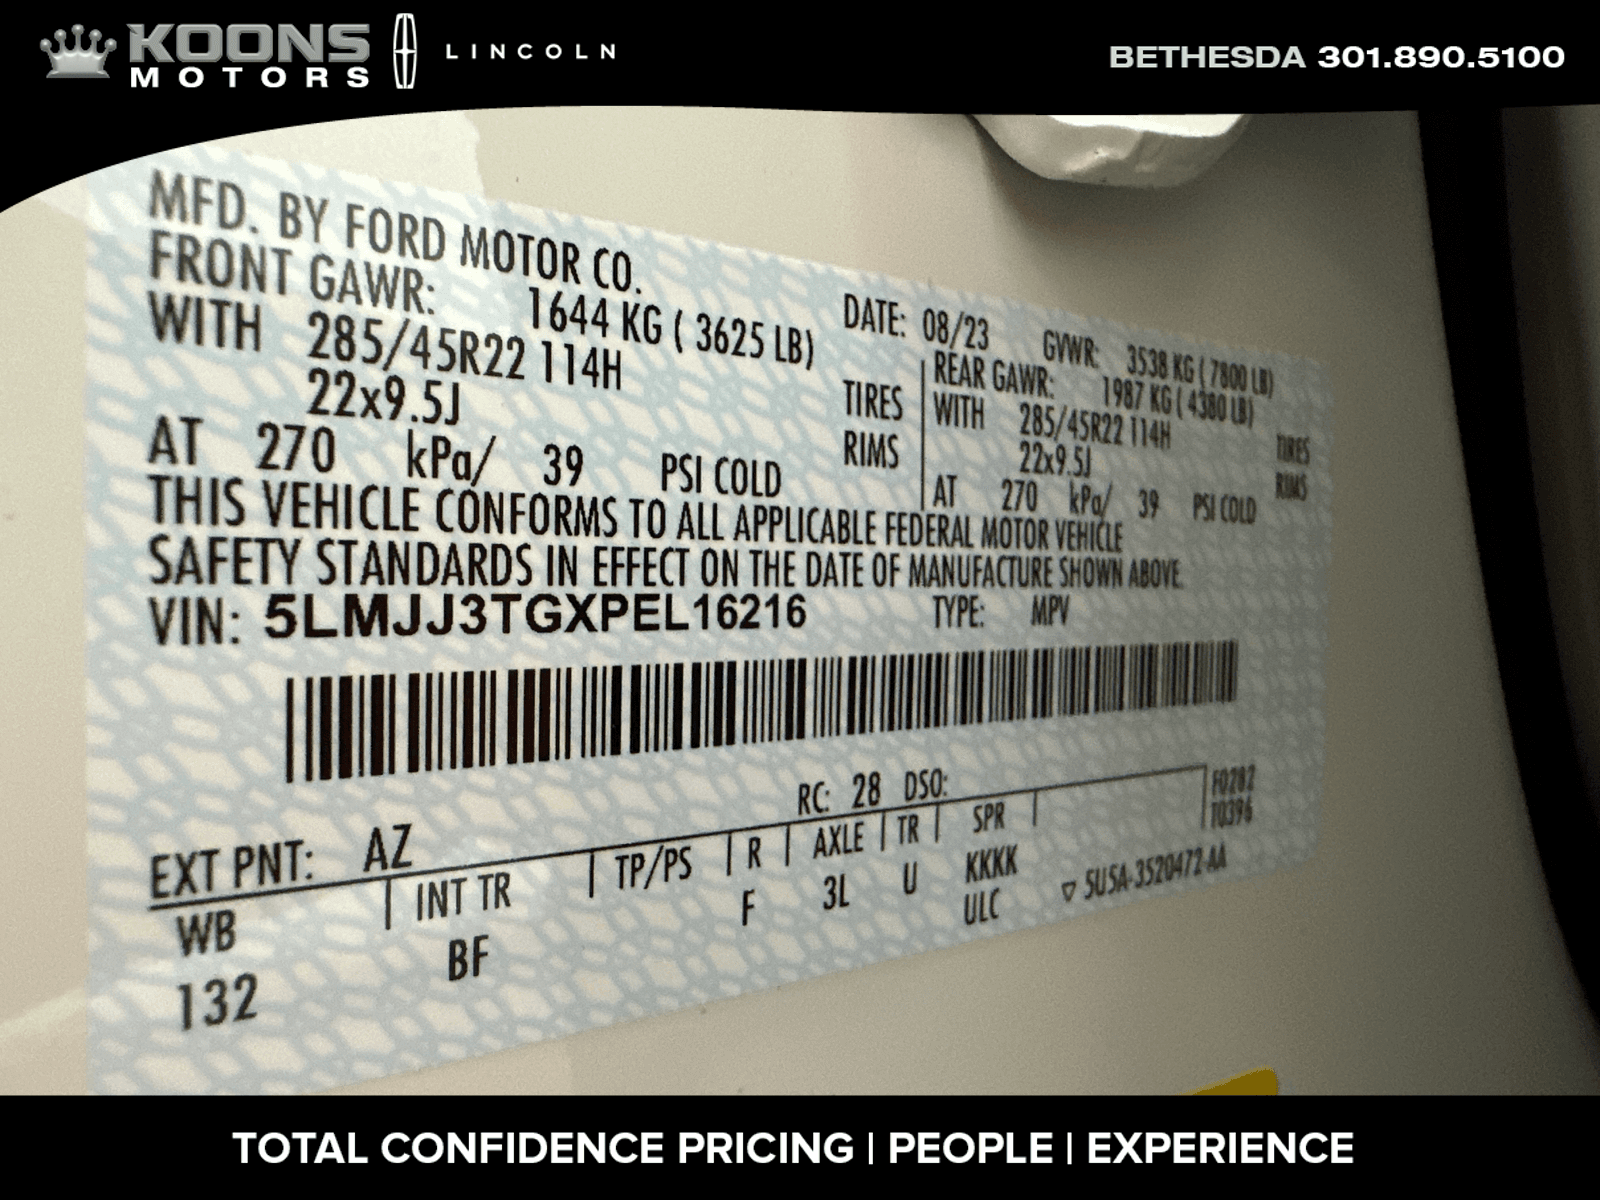 KOONS
MOTORS
LINCOLN
BETHESDA 301.890.5100
MFD. BY FORD MOTOR CO.
DATE: 08/23 GVWR: 3538 KG ( 7800 LB)
FRONT GAWR: 1644 KG ( 3625 LB)
REAR GAWR: 1987 KG ( 4380 LB)
WITH 285/45R22 114H TIRES
WITH 285/45R22 114H TIRES
22x9.5J RIMS
22x9.5J RIMS
AT 270 kPa/ 39 PSI COLD
AT 270 kPa/ 39 PSI COLD
THIS VEHICLE CONFORMS TO ALL APPLICABLE FEDERAL MOTOR VEHICLE
SAFETY STANDARDS IN EFFECT ON THE DATE OF MANUFACTURE SHOWN ABOVE.
VIN: 5LMJJ3TGXPEL16216 TYPE: MPV
RC: 28 DSO:
F0282
T0396
EXT PNT: AZ
WB INT TR TP/PS R AXLE TR SPR
132 BF F 3L U KKKK
ULC
▽ 5U5A-3520472-AA
TOTAL CONFIDENCE PRICING | PEOPLE | EXPERIENCE